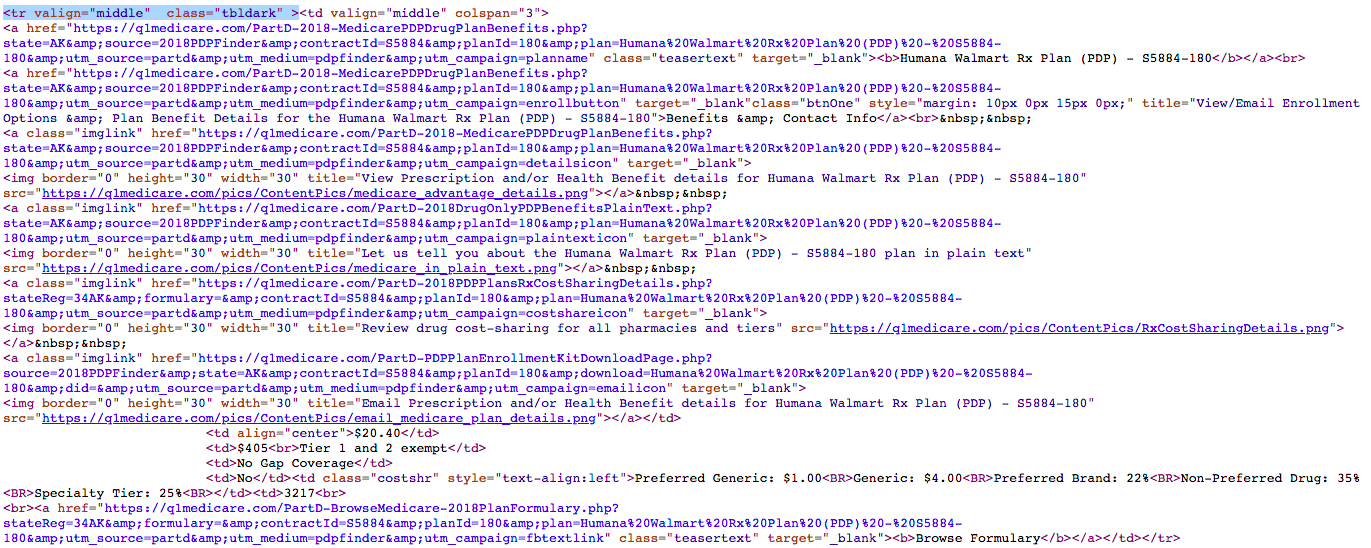 <tr valign="middle"  class="tbldark" ><td valign="middle" colspan="3">
<a href="https://q1medicare.com/PartD-2018-MedicarePDPDrugPlanBenefits.php?
state=AK&amp;source=2018PDPFinder&amp;contractId=S5884&amp;planId=180&amp;plan=Humana%20Walmart%20Rx%20Plan%20(PDP)%20-%20S5884-
180&amp;utm_source=partd&amp;utm_medium=pdpfinder&amp;utm_campaign=planname" class="teasertext" target="_blank"><b>Humana Walmart Rx Plan (PDP) - S5884-180</b></a><br>
<a href="https://q1medicare.com/PartD-2018-MedicarePDPDrugPlanBenefits.php?
state=AK&amp;source=2018PDPFinder&amp;contractId=S5884&amp;planId=180&amp;plan=Humana%20Walmart%20Rx%20Plan%20(PDP)%20-%20S5884-
180&amp;utm_source=partd&amp;utm_medium=pdpfinder&amp;utm_campaign=enrollbutton" target="_blank"class="btnOne" style="margin: 10px 0px 15px 0px;" title="View/Email Enrollment
Options &amp; Plan Benefit Details for the Humana Walmart Rx Plan (PDP) - S5884-180">Benefits &amp; Contact Info</a><br>&nbsp;&nbsp;
<a class="imglink" href="https://q1medicare.com/PartD-2018-MedicarePDPDrugPlanBenefits.php?
state=AK&amp;source=2018PDPFinder&amp;contractId=S5884&amp;planId=180&amp;plan=Humana%20Walmart%20Rx%20Plan%20(PDP)%20-%20S5884-
180&amp;utm_source=partd&amp;utm_medium=pdpfinder&amp;utm_campaign=detailsicon" target="_blank">
<img border="0" height="30" width="30" title="View Prescription and/or Health Benefit details for Humana Walmart Rx Plan (PDP) - S5884-180"
src="https://q1medicare.com/pics/ContentPics/medicare_advantage_details.png"></a>&nbsp;&nbsp;
<a class="imglink" href="https://q1medicare.com/PartD-2018DrugOnlyPDPBenefitsPlainText.php?
state=AK&amp;source=2018PDPFinder&amp;contractId=S5884&amp;planId=180&amp;plan=Humana%20Walmart%20Rx%20Plan%20(PDP)%20-%20S5884-
180&amp;utm_source=partd&amp;utm_medium=pdpfinder&amp;utm_campaign=plaintexticon" target="_blank">
<img border="0" height="30" width="30" title="Let us tell you about the Humana Walmart Rx Plan (PDP) - S5884-180 plan in plain text"
src="https://q1medicare.com/pics/ContentPics/medicare_in_plain_text.png"></a>&nbsp;&nbsp;
<a class="imglink" href="https://q1medicare.com/PartD-2018PDPPlansRxCostSharingDetails.php?
stateReg=34AK&amp;formulary=&amp;contractId=S5884&amp;planId=180&amp;plan=Humana%20Walmart%20Rx%20Plan%20(PDP)%20-%20S5884-
180&amp;utm_source=partd&amp;utm_medium=pdpfinder&amp;utm_campaign=costshareicon" target="_blank">
<img border="0" height="30" width="30" title="Review drug cost-sharing for all pharmacies and tiers" src="https://q1medicare.com/pics/ContentPics/RxCostSharingDetails.png">
</a>&nbsp;&nbsp;
<a class="imglink" href="https://q1medicare.com/PartD-PDPPlanEnrollmentKitDownloadPage.php?
source=2018PDPFinder&amp;state=AK&amp;contractId=S5884&amp;planId=180&amp;download=Humana%20Walmart%20Rx%20Plan%20(PDP)%20-%20S5884-
180&amp;did=&amp;utm_source=partd&amp;utm_medium=pdpfinder&amp;utm_campaign=emailicon" target="_blank">
<img border="0" height="30" width="30" title="Email Prescription and/or Health Benefit details for Humana Walmart Rx Plan (PDP) - S5884-180"
src="https://q1medicare.com/pics/ContentPics/email_medicare_plan_details.png"></a></td>
<td align="center">$20.40</td>
<td>$405<br>Tier 1 and 2 exempt</td>
<td>No Gap Coverage</td>
<td>No</td><td class="costshr" style="text-align:left">Preferred Generic: $1.00<BR>Generic: $4.00<BR>Preferred Brand: 22%<BR>Non-Preferred Drug: 35%
<BR>Specialty Tier: 25%<BR></td><td>3217<br>
<br><a href="https://q1medicare.com/PartD-BrowseMedicare-2018PlanFormulary.php?
stateReg=34AK&amp;formulary=&amp;contractId=S5884&amp;planId=180&amp;plan=Humana%20Walmart%20Rx%20Plan%20(PDP)%20-%20S5884-
180&amp;utm_source=partd&amp;utm_medium=pdpfinder&amp;utm_campaign=fbtextlink" class="teasertext" target="_blank"><b>Browse Formulary</b></a></td></tr>